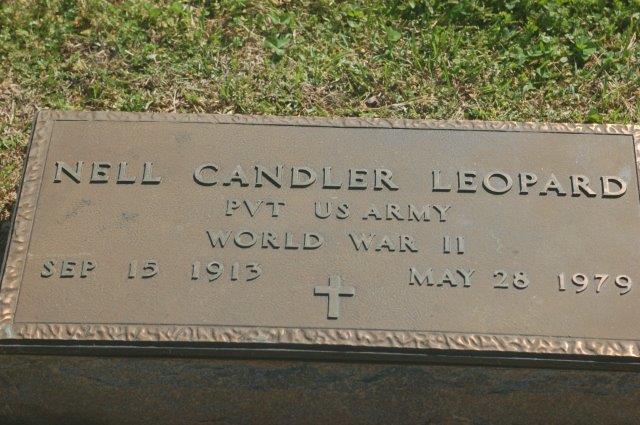 NELL CANDLER LEOPARD
PVT US ARMY
WORLD WAR II
SEP 15 1913 MAY 28 1979